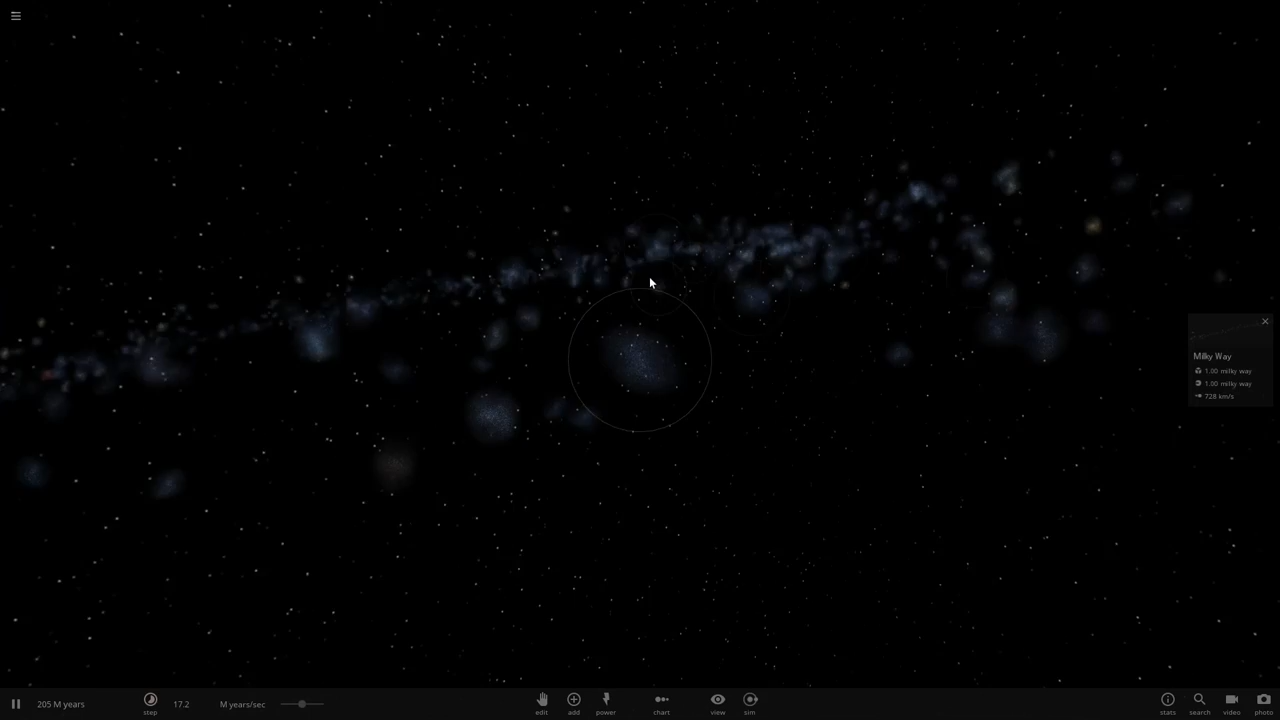 Milky Way
1.00 milky way
1.00 milky way
728 km/s
205 M years
step
17.2
M years/sec
edit
add
power
chart
view
sim
stats
search
video
photo